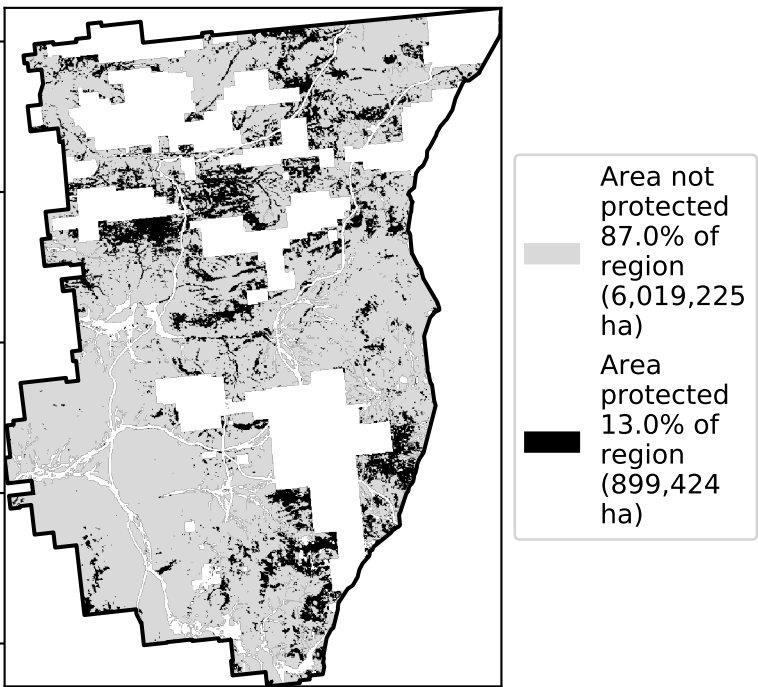 Area not
protected
87.0% of
region
(6,019,225
ha)
Area
protected
13.0% of
region
(899,424
ha)